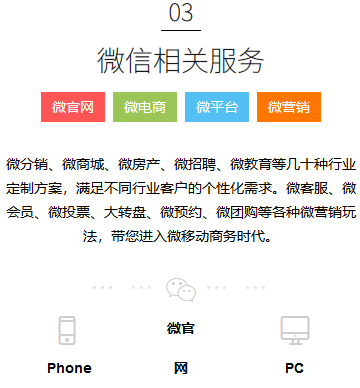 03
微信相关服务
微官网 微电商 微平台 微营销
微分销、微商城、微房产、微招聘、微教育等几十种行业
定制方案，满足不同行业客户的个性化需求。微客服、微
会员、微投票、大转盘、微预约、微团购等各种微营销玩
法，带您进入微移动商务时代。
微官
Phone 网 PC